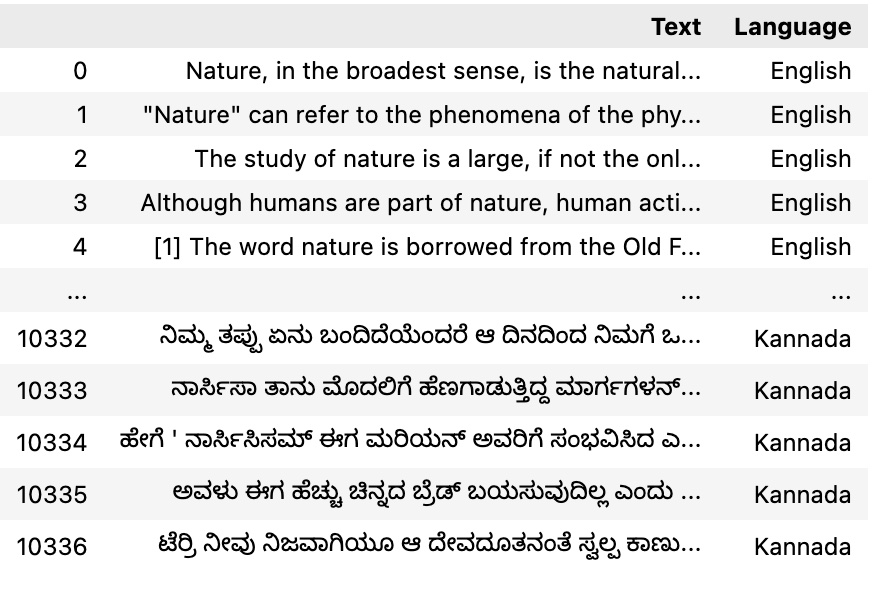 Text Language
0 Nature, in the broadest sense, is the natural... English
1 "Nature" can refer to the phenomena of the phy... English
2 The study of nature is a large, if not the onl... English
3 Although humans are part of nature, human acti... English
4 [1] The word nature is borrowed from the Old F... English
... ... ...
10332 ನಿಮ್ಮ ತಪ್ಪು ಏನು ಬಂದಿದೆಯೆಂದರೆ ಆ ದಿನದಿಂದ ನಿಮಗೆ ಒ... Kannada
10333 ನಾರ್ಸಿಸಾ ತಾನು ಮೊದಲಿಗೆ ಹೆಣಗಾಡುತ್ತಿದ್ದ ಮಾರ್ಗಗಳನ್... Kannada
10334 ಹೇಗೆ ' ನಾರ್ಸಿಸಿಸಮ್ ಈಗ ಮರಿಯನ್ ಅವರಿಗೆ ಸಂಭವಿಸಿದ ಎ... Kannada
10335 ಅವಳು ಈಗ ಹೆಚ್ಚು ಚಿನ್ನದ ಬ್ರೆಡ್ ಬಯಸುವುದಿಲ್ಲ ಎಂದು ... Kannada
10336 ಟೆರ್ರಿ ನೀವು ನಿಜವಾಗಿಯೂ ಆ ದೇವದೂತನಂತೆ ಸ್ವಲ್ಪ ಕಾಣು... Kannada